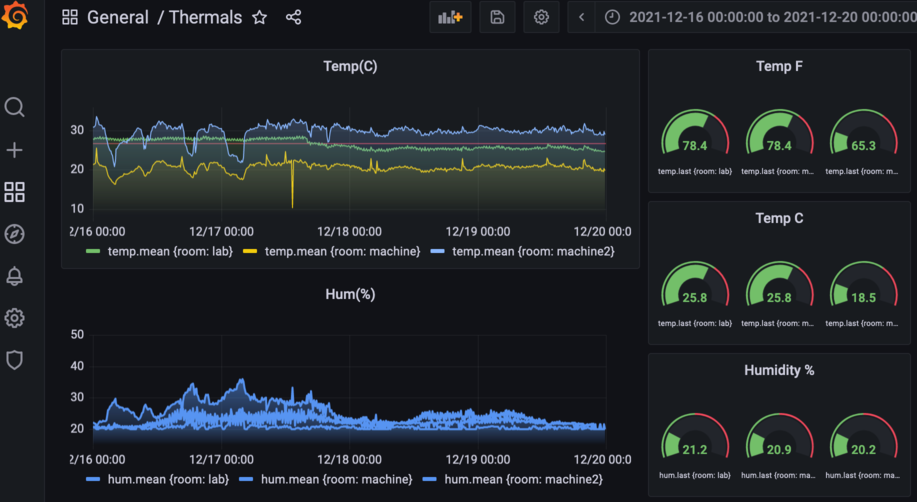 General / Thermals
2021-12-16 00:00:00 to 2021-12-20 00:00:00
Temp(C)
30
20
10
2/16 00:00 12/17 00:00 12/18 00:00 12/19 00:00 12/20 00:0
temp.mean {room: lab} temp.mean {room: machine} temp.mean {room: machine2}
Hum(%)
50
40
30
20
2/16 00:00 12/17 00:00 12/18 00:00 12/19 00:00 12/20 00:0
hum.mean {room: lab} hum.mean {room: machine} hum.mean {room: machine2}
Temp F
78.4 78.4 65.3
temp.last {room: lab} temp.last {room: m... temp.last {room: m...
Temp C
25.8 25.8 18.5
temp.last {room: lab} temp.last {room: m... temp.last {room: m...
Humidity %
21.2 20.9 20.2
hum.last {room: lab} hum.last {room: ma... hum.last {room: ma...